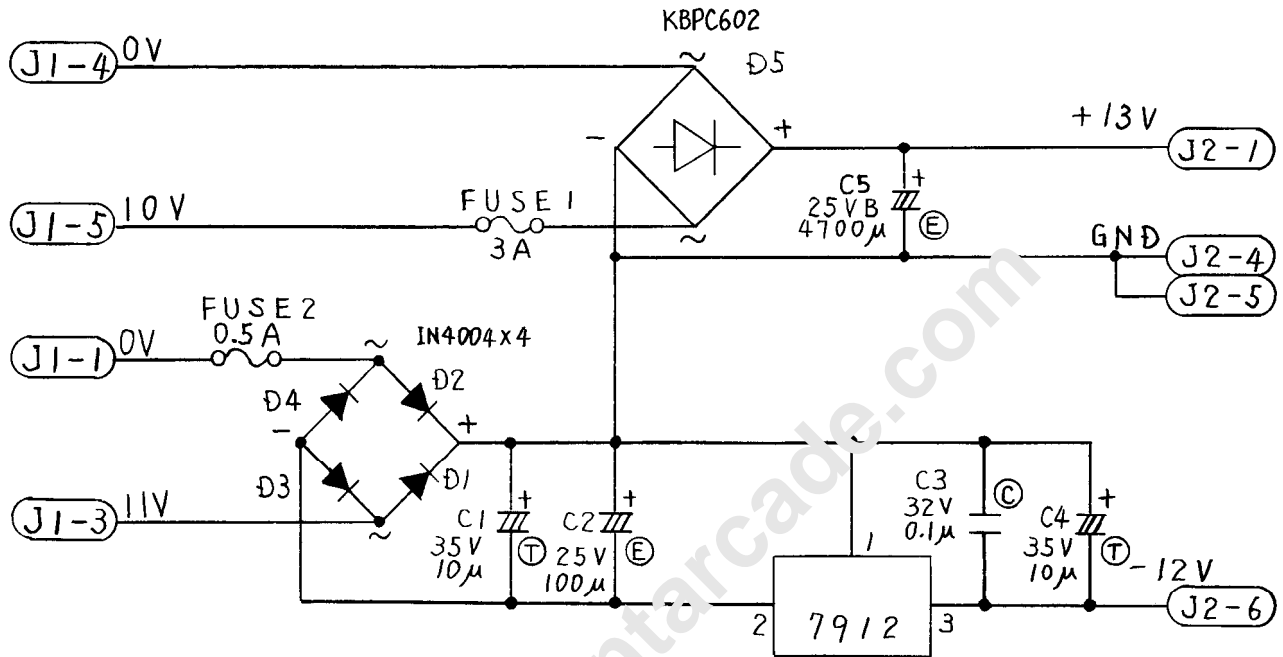 KBPC602
D5
J1-4
0V
~
-
+
+13V
J2-1
C5
25VB
4700μ
+
E
J1-5
10V
FUSE1
3A
~
GND
J2-4
J2-5
FUSE2
0.5A
IN4004x4
J1-1
0V
~
D4
D2
-
+
D3
D1
J1-3
11V
~
C1
35V
10μ
+
T
C2
25V
100μ
+
E
1
2
7912
3
C3
32V
0.1μ
C
C4
35V
10μ
+
T
-12V
J2-6
ntarcade.com